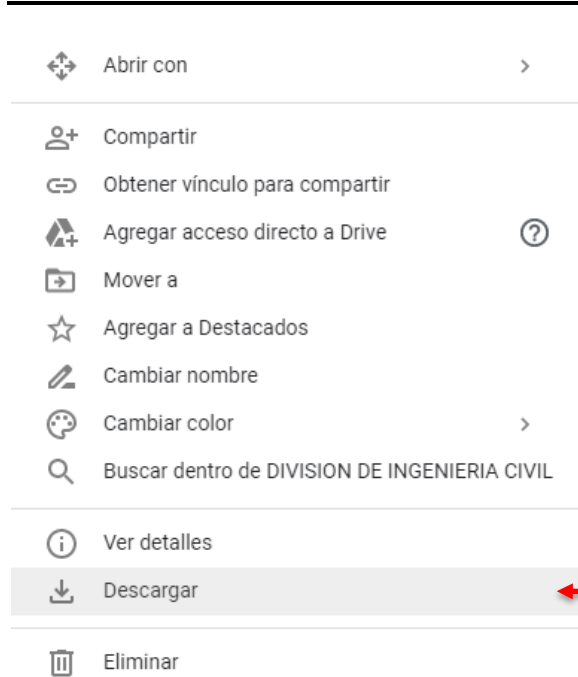 Abrir con
Compartir
Obtener vínculo para compartir
Agregar acceso directo a Drive
Mover a
Agregar a Destacados
Cambiar nombre
Cambiar color
Buscar dentro de DIVISION DE INGENIERIA CIVIL
Ver detalles
Descargar
Eliminar